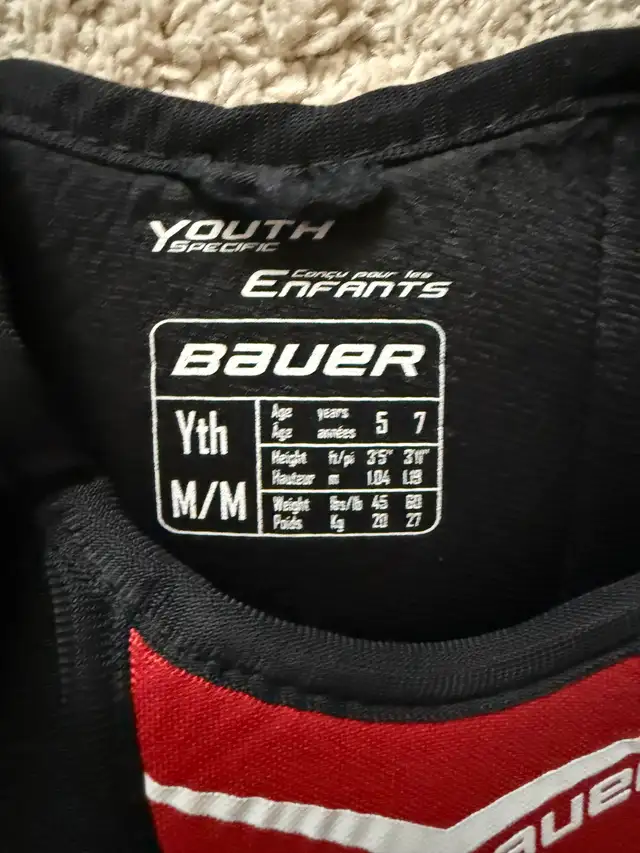 YOUTH
SPECIFIC
Conçu pour les
ENFANTS
BAUER
Yth
M/M
Age years 5 7
Âge années
Height ft/pi 3'5" 3'11"
Hauteur m 1.04 1.19
Weight lbs/lb 45 60
Poids Kg 20 27
BAUER